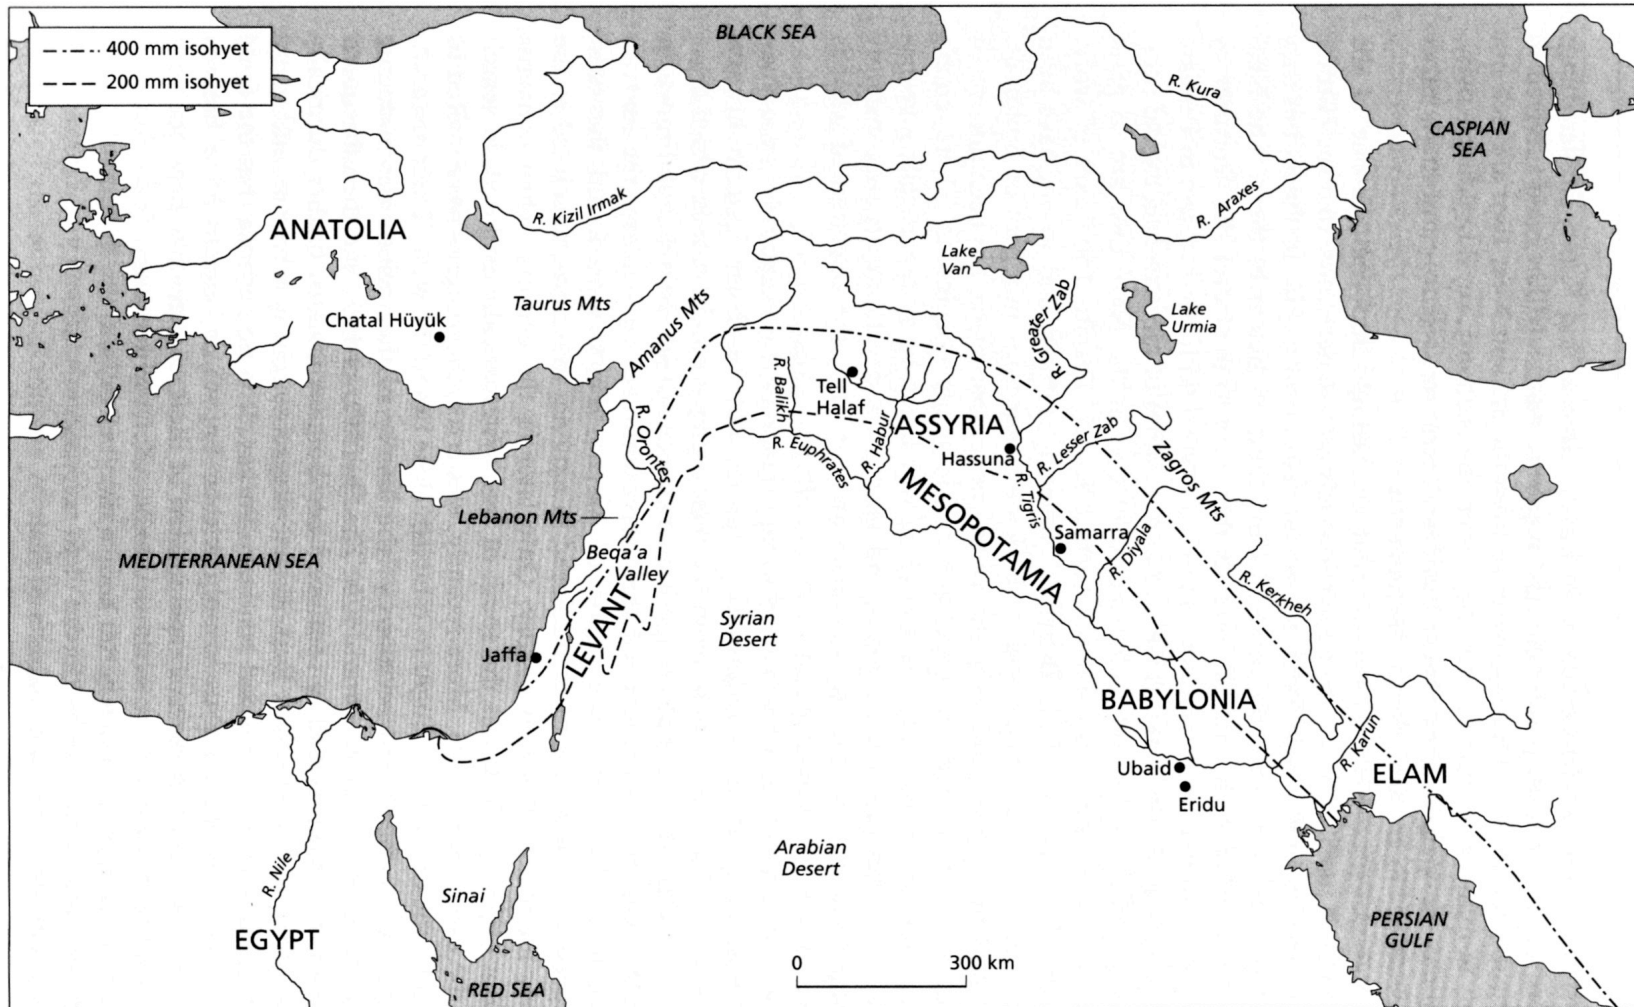 400 mm isohyet
200 mm isohyet
BLACK SEA
CASPIAN
SEA
R. Kura
R. Araxes
R. Kizil Irmak
ANATOLIA
Lake
Van
Lake
Urmia
Taurus Mts
Amanus Mts
Chatal Hüyük
R. Greater Zab
R. Balikh
Tell
Halaf
R. Orontes
ASSYRIA
R. Euphrates
R. Habur
Hassuna
R. Lesser Zab
Zagros Mts
R. Tigris
MESOPOTAMIA
Lebanon Mts
Samarra
R. Diyala
MEDITERRANEAN SEA
Beqa'a
Valley
R. Kerkheh
LEVANT
Syrian
Desert
Jaffa
BABYLONIA
R. Karun
Ubaid
ELAM
Eridu
Arabian
Desert
R. Nile
Sinai
EGYPT
PERSIAN
GULF
0 300 km
RED SEA